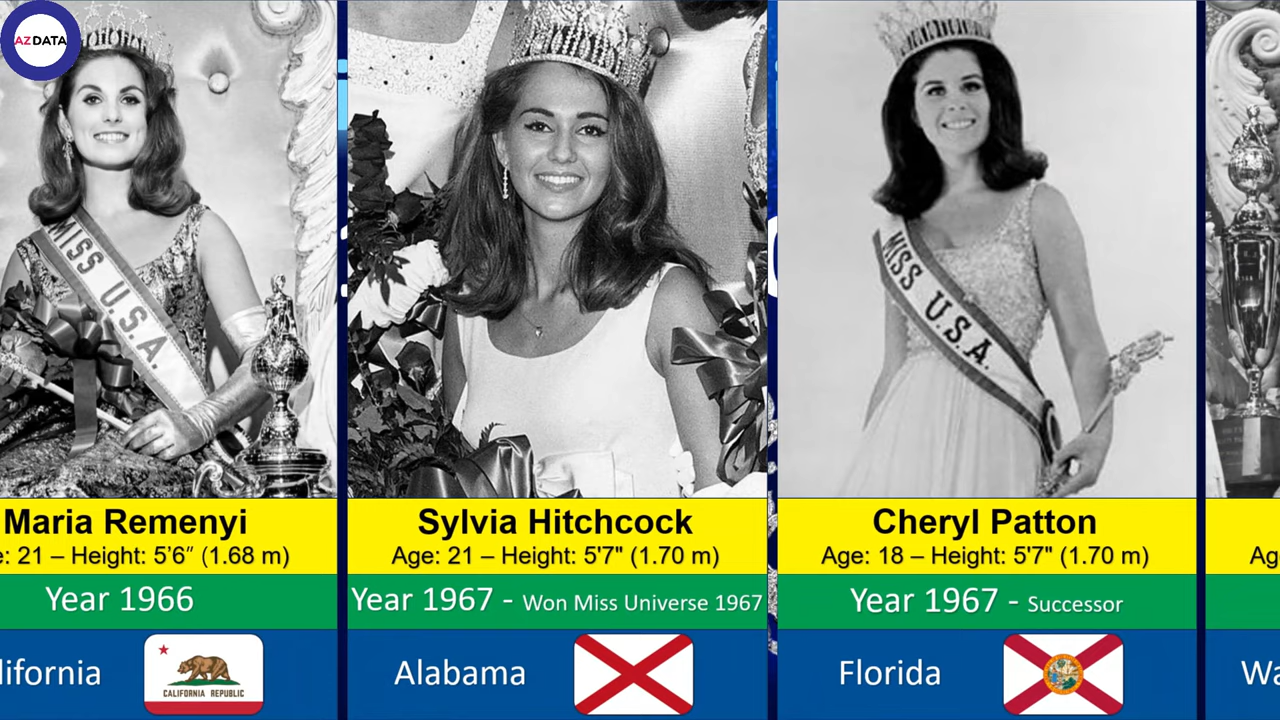 AZDATA
MISS U.S.A.
MISS U.S.A.
Maria Remenyi
e: 21 – Height: 5’6” (1.68 m)
Year 1966
lifornia
CALIFORNIA REPUBLIC
Sylvia Hitchcock
Age: 21 – Height: 5'7" (1.70 m)
Year 1967 - Won Miss Universe 1967
Alabama
Cheryl Patton
Age: 18 – Height: 5'7" (1.70 m)
Year 1967 - Successor
Florida
Ag
Wa